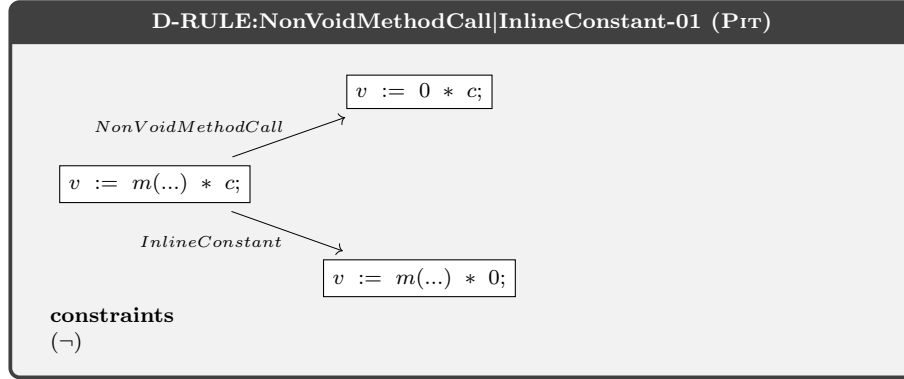 D-RULE:NonVoidMethodCall|InlineConstant-01 (PIT)
v := 0 * c;
NonVoidMethodCall
v := m(...) * c;
InlineConstant
v := m(...) * 0;
constraints
(¬)